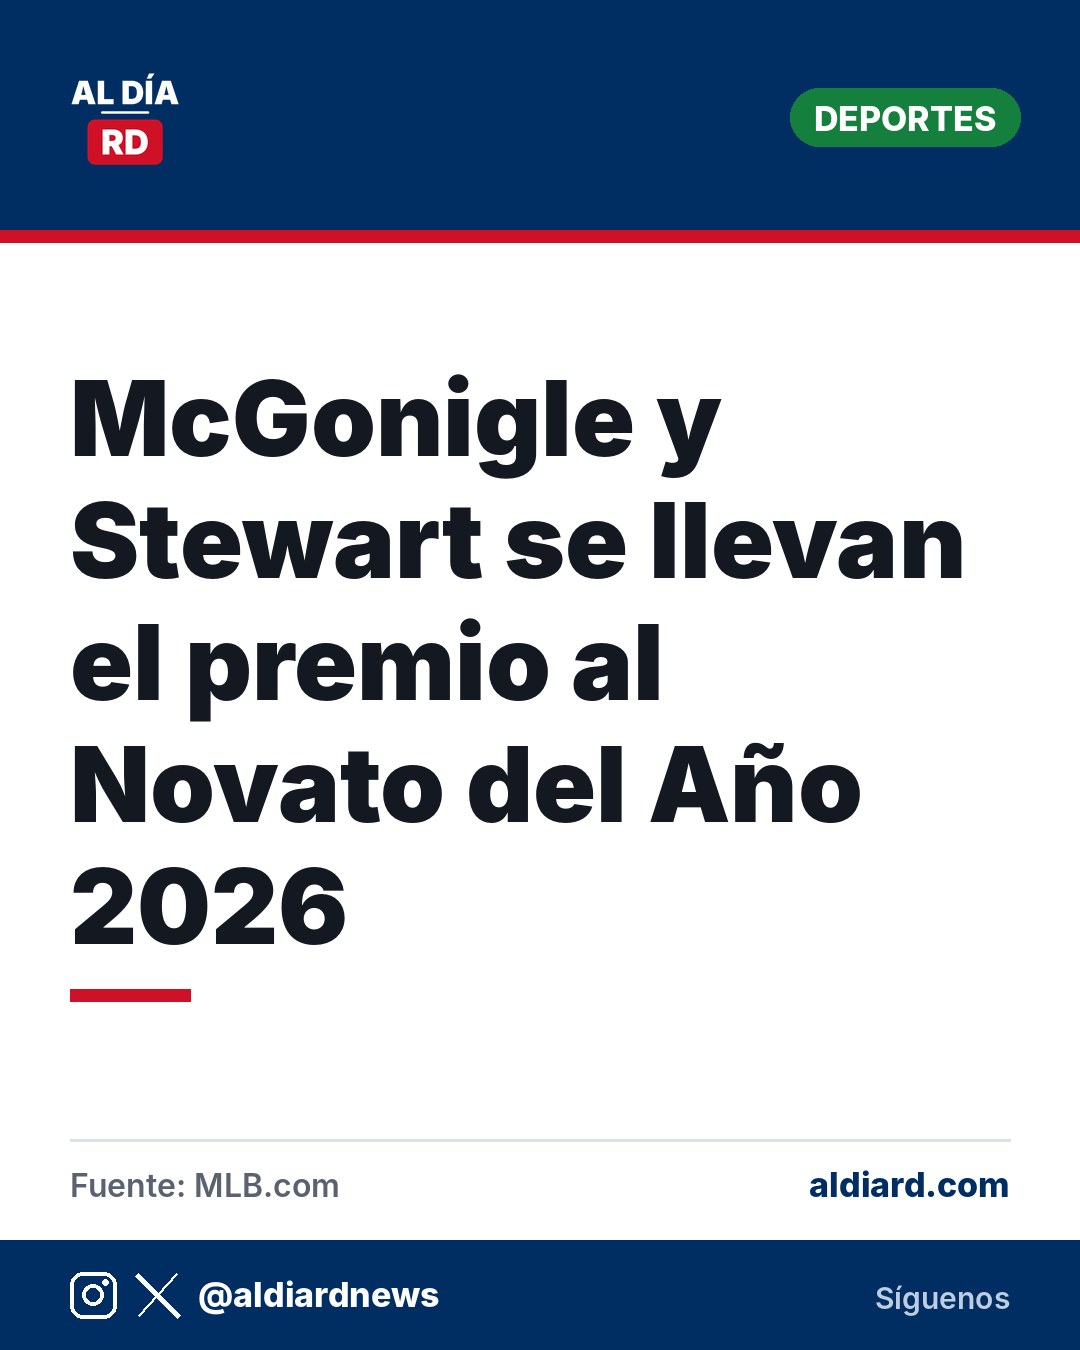 AL DÍA
RD
DEPORTES
McGonigle y
Stewart se llevan
el premio al
Novato del Año
2026
Fuente: MLB.com
aldiard.com
@aldiardnews
Síguenos